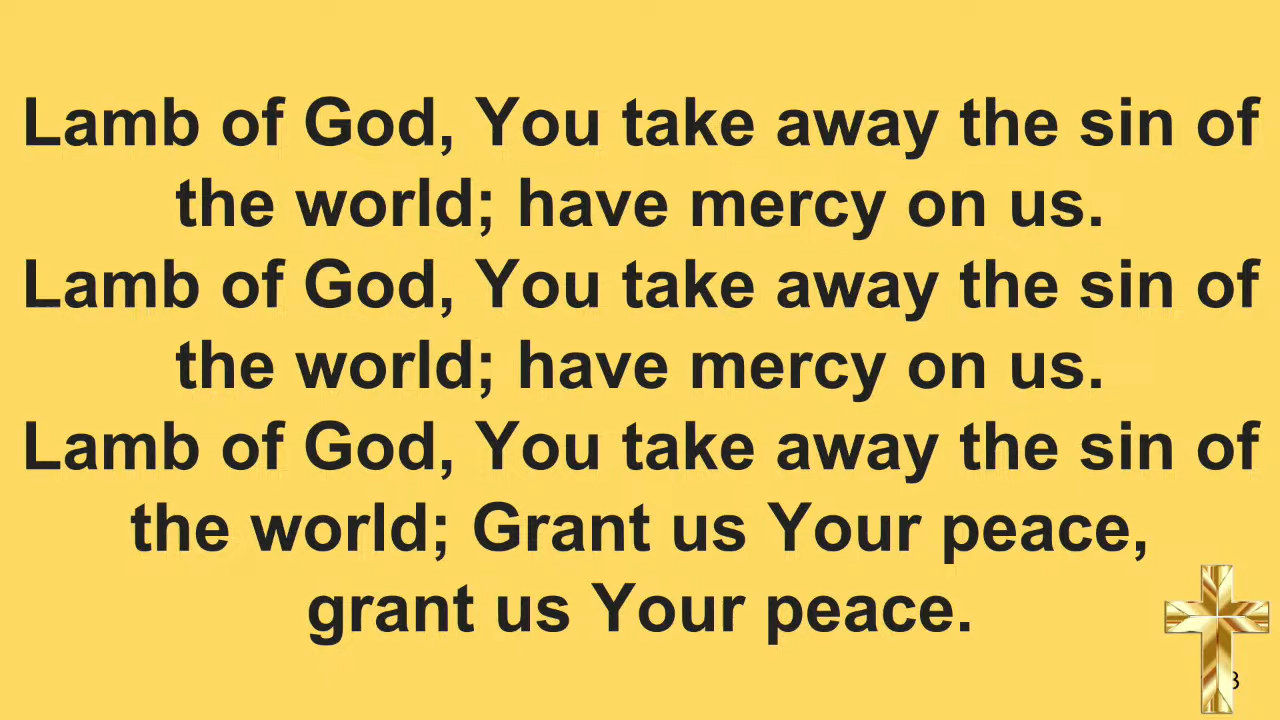 Lamb of God, You take away the sin of
the world; have mercy on us.
Lamb of God, You take away the sin of
the world; have mercy on us.
Lamb of God, You take away the sin of
the world; Grant us Your peace,
grant us Your peace.